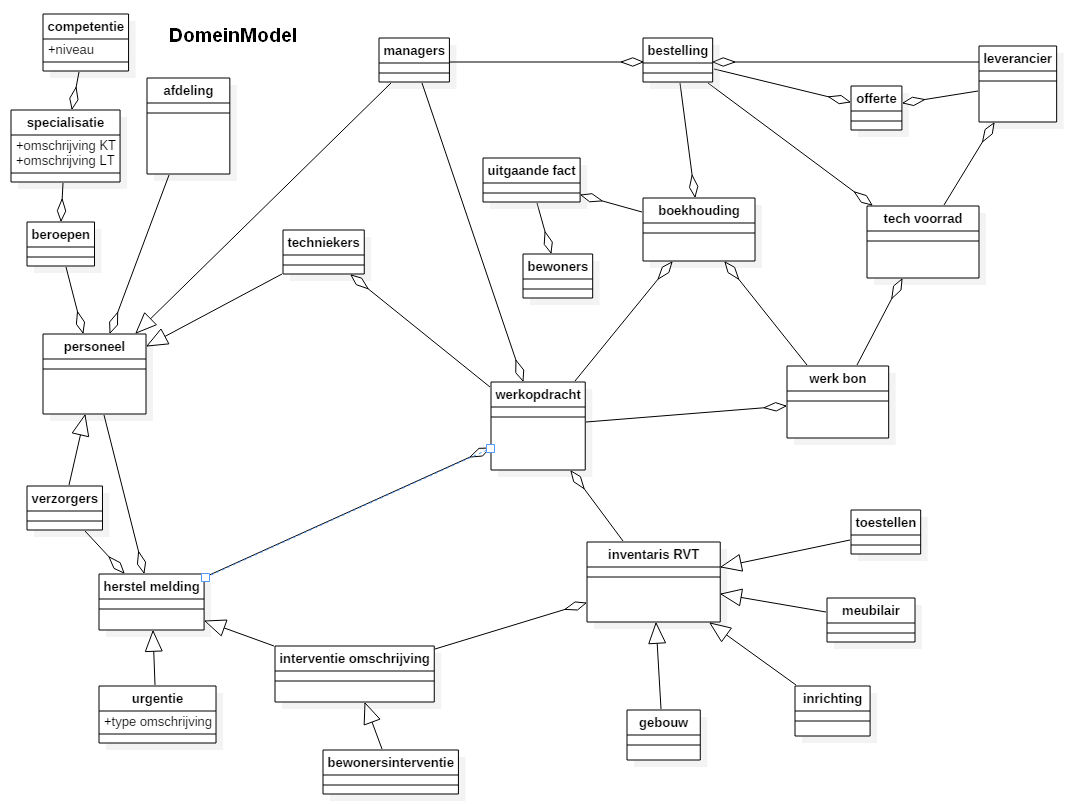 DomeinModel
competentie
+niveau
afdeling
specialisatie
+omschrijving KT
+omschrijving LT
beroepen
managers
bestelling
leverancier
offerte
uitgaande fact
boekhouding
tech voorrad
techniekers
bewoners
personeel
werkopdracht
werk bon
verzorgers
herstel melding
inventaris RVT
toestellen
meubilair
interventie omschrijving
urgentie
+type omschrijving
inrichting
gebouw
bewonersinterventie